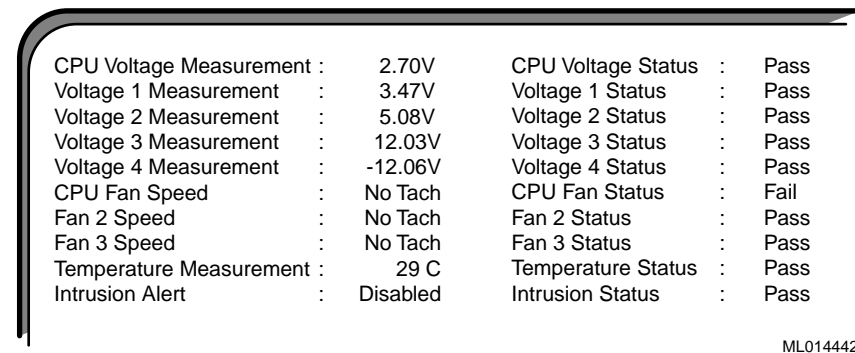 CPU Voltage Measurement : 2.70V CPU Voltage Status : Pass
Voltage 1 Measurement : 3.47V Voltage 1 Status : Pass
Voltage 2 Measurement : 5.08V Voltage 2 Status : Pass
Voltage 3 Measurement : 12.03V Voltage 3 Status : Pass
Voltage 4 Measurement : -12.06V Voltage 4 Status : Pass
CPU Fan Speed : No Tach CPU Fan Status : Fail
Fan 2 Speed : No Tach Fan 2 Status : Pass
Fan 3 Speed : No Tach Fan 3 Status : Pass
Temperature Measurement : 29 C Temperature Status : Pass
Intrusion Alert : Disabled Intrusion Status : Pass
ML014442